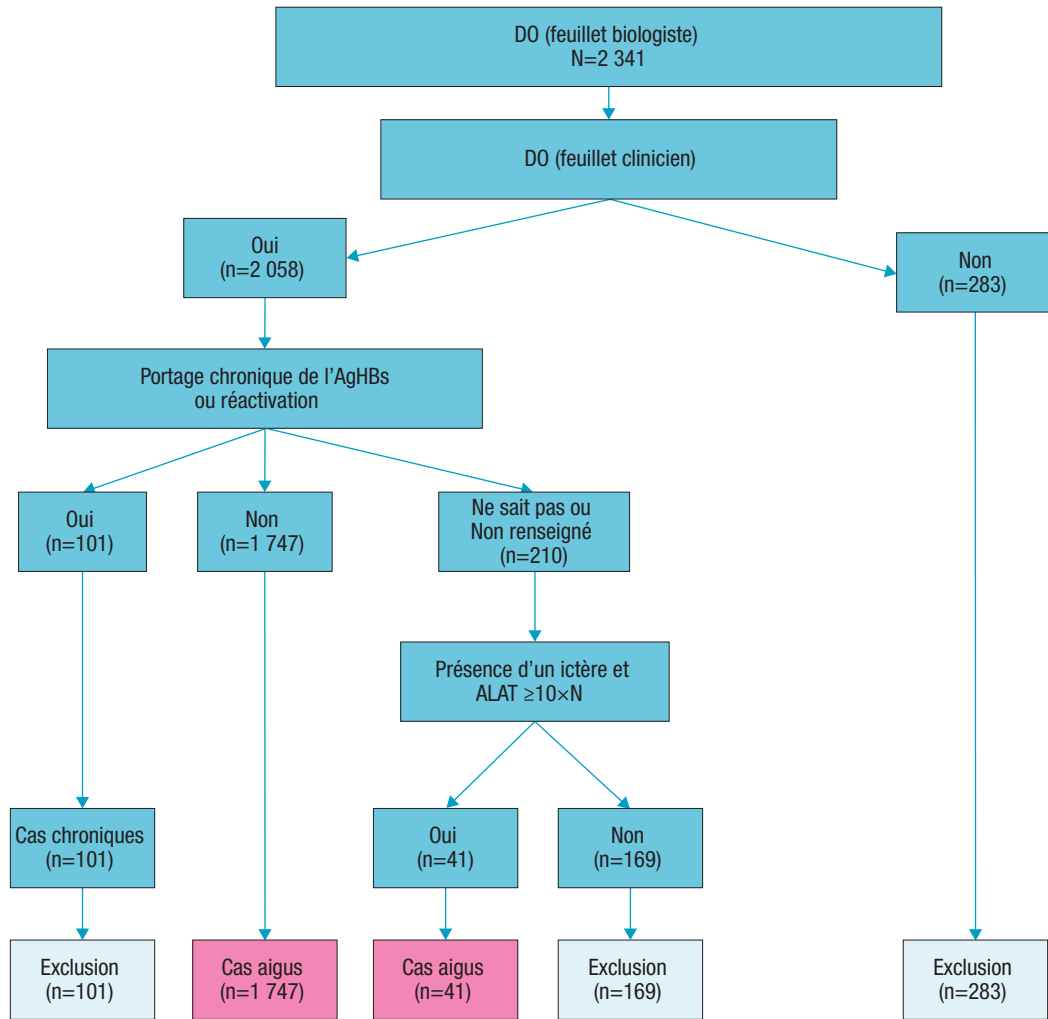 DO (feuillet biologiste)
N=2 341
DO (feuillet clinicien)
Oui
(n=2 058)
Non
(n=283)
Portage chronique de l'AgHBs
ou réactivation
Oui
(n=101)
Non
(n=1 747)
Ne sait pas ou
Non renseigné
(n=210)
Présence d'un ictère et
ALAT ≥10×N
Cas chroniques
(n=101)
Oui
(n=41)
Non
(n=169)
Exclusion
(n=101)
Cas aigus
(n=1 747)
Cas aigus
(n=41)
Exclusion
(n=169)
Exclusion
(n=283)